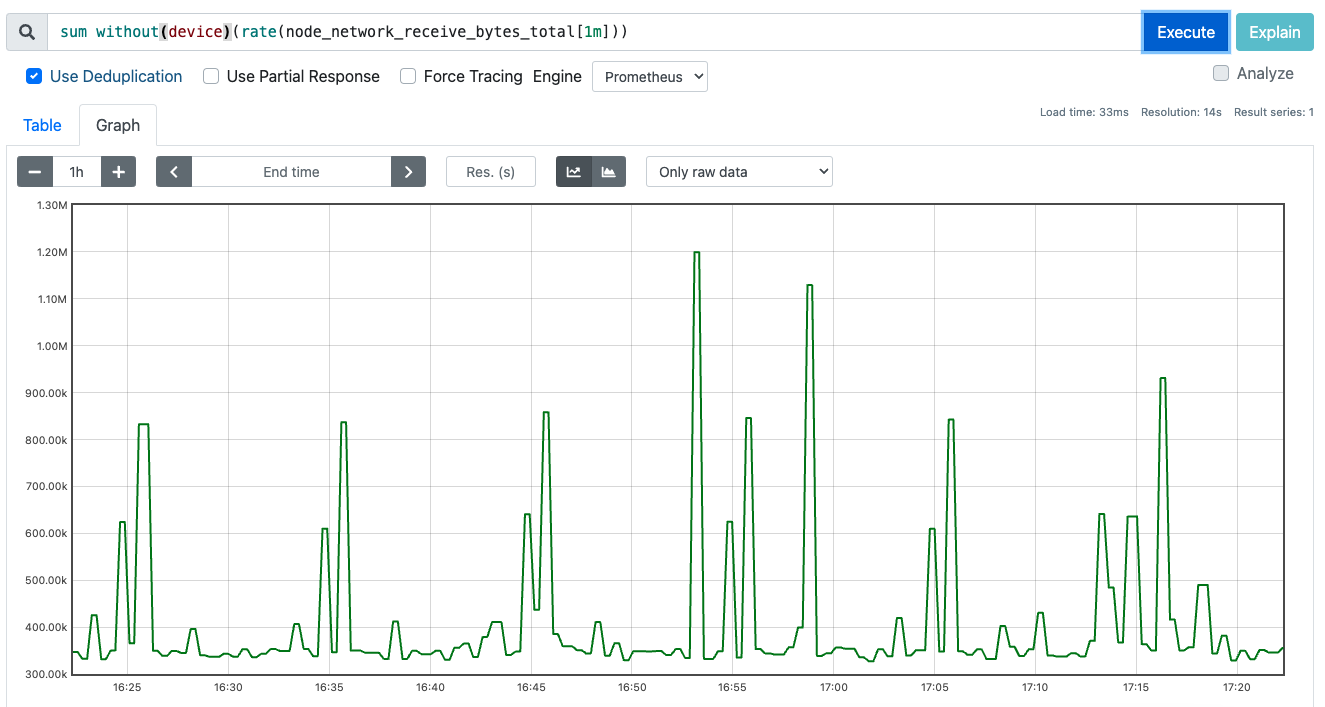 sum without(device)(rate(node_network_receive_bytes_total[1m]))
Execute
Explain
Use Deduplication
Use Partial Response
Force Tracing
Engine
Prometheus
Analyze
Table
Graph
Load time: 33ms
Resolution: 14s
Result series: 1
1h
End time
Res. (s)
Only raw data
1.30M
1.20M
1.10M
1.00M
900.00k
800.00k
700.00k
600.00k
500.00k
400.00k
300.00k
16:25
16:30
16:35
16:40
16:45
16:50
16:55
17:00
17:05
17:10
17:15
17:20